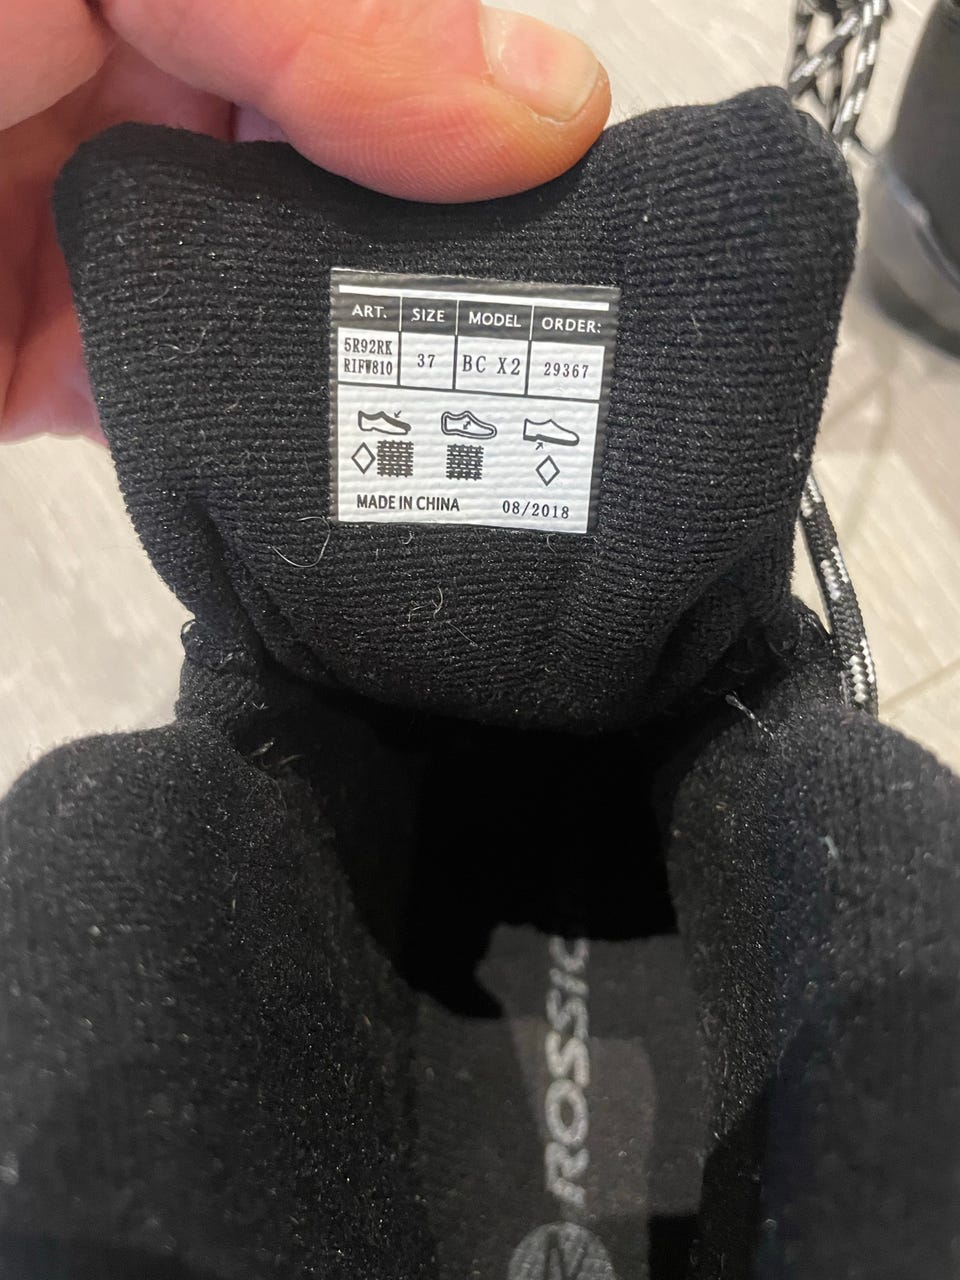 ART. SIZE MODEL ORDER:
5R92RK
RIFW810 37 BC X2 29367
MADE IN CHINA 08/2018
ROSSIG